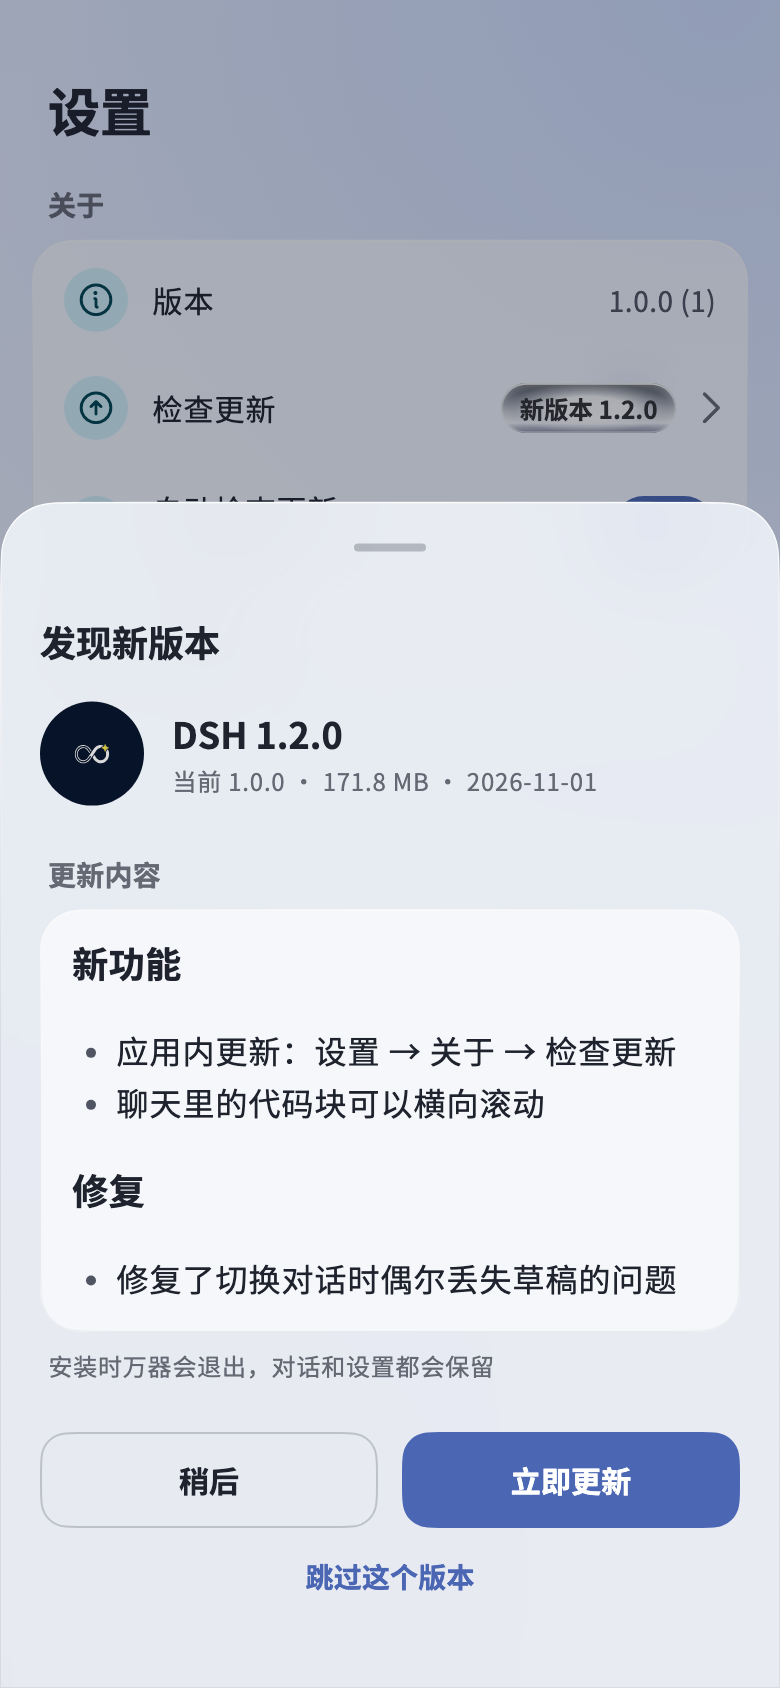 设置
关于
版本 1.0.0 (1)
检查更新 新版本 1.2.0
自动检查更新
发现新版本
DSH 1.2.0
当前 1.0.0 · 171.8 MB · 2026-11-01
更新内容
新功能
• 应用内更新：设置 → 关于 → 检查更新
• 聊天里的代码块可以横向滚动
修复
• 修复了切换对话时偶尔丢失草稿的问题
安装时万器会退出，对话和设置都会保留
稍后 立即更新
跳过这个版本